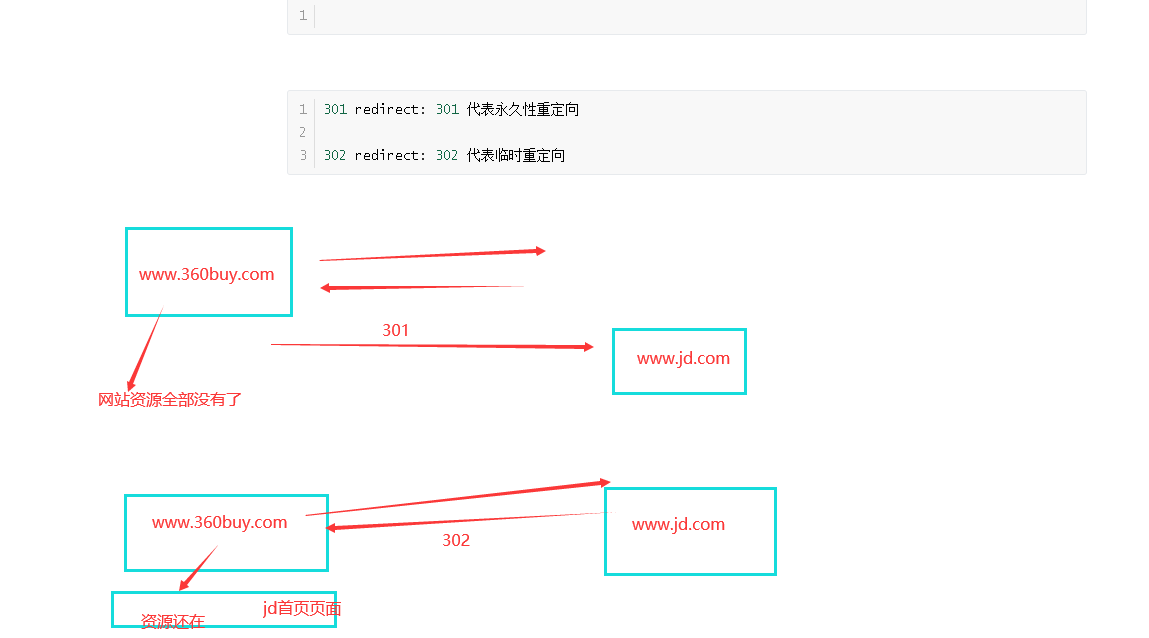 1
1 301 redirect: 301 代表永久性重定向
2
3 302 redirect: 302 代表临时重定向
www.360buy.com
301
www.jd.com
网站资源全部没有了
www.360buy.com
www.jd.com
302
jd首页页面
资源还在